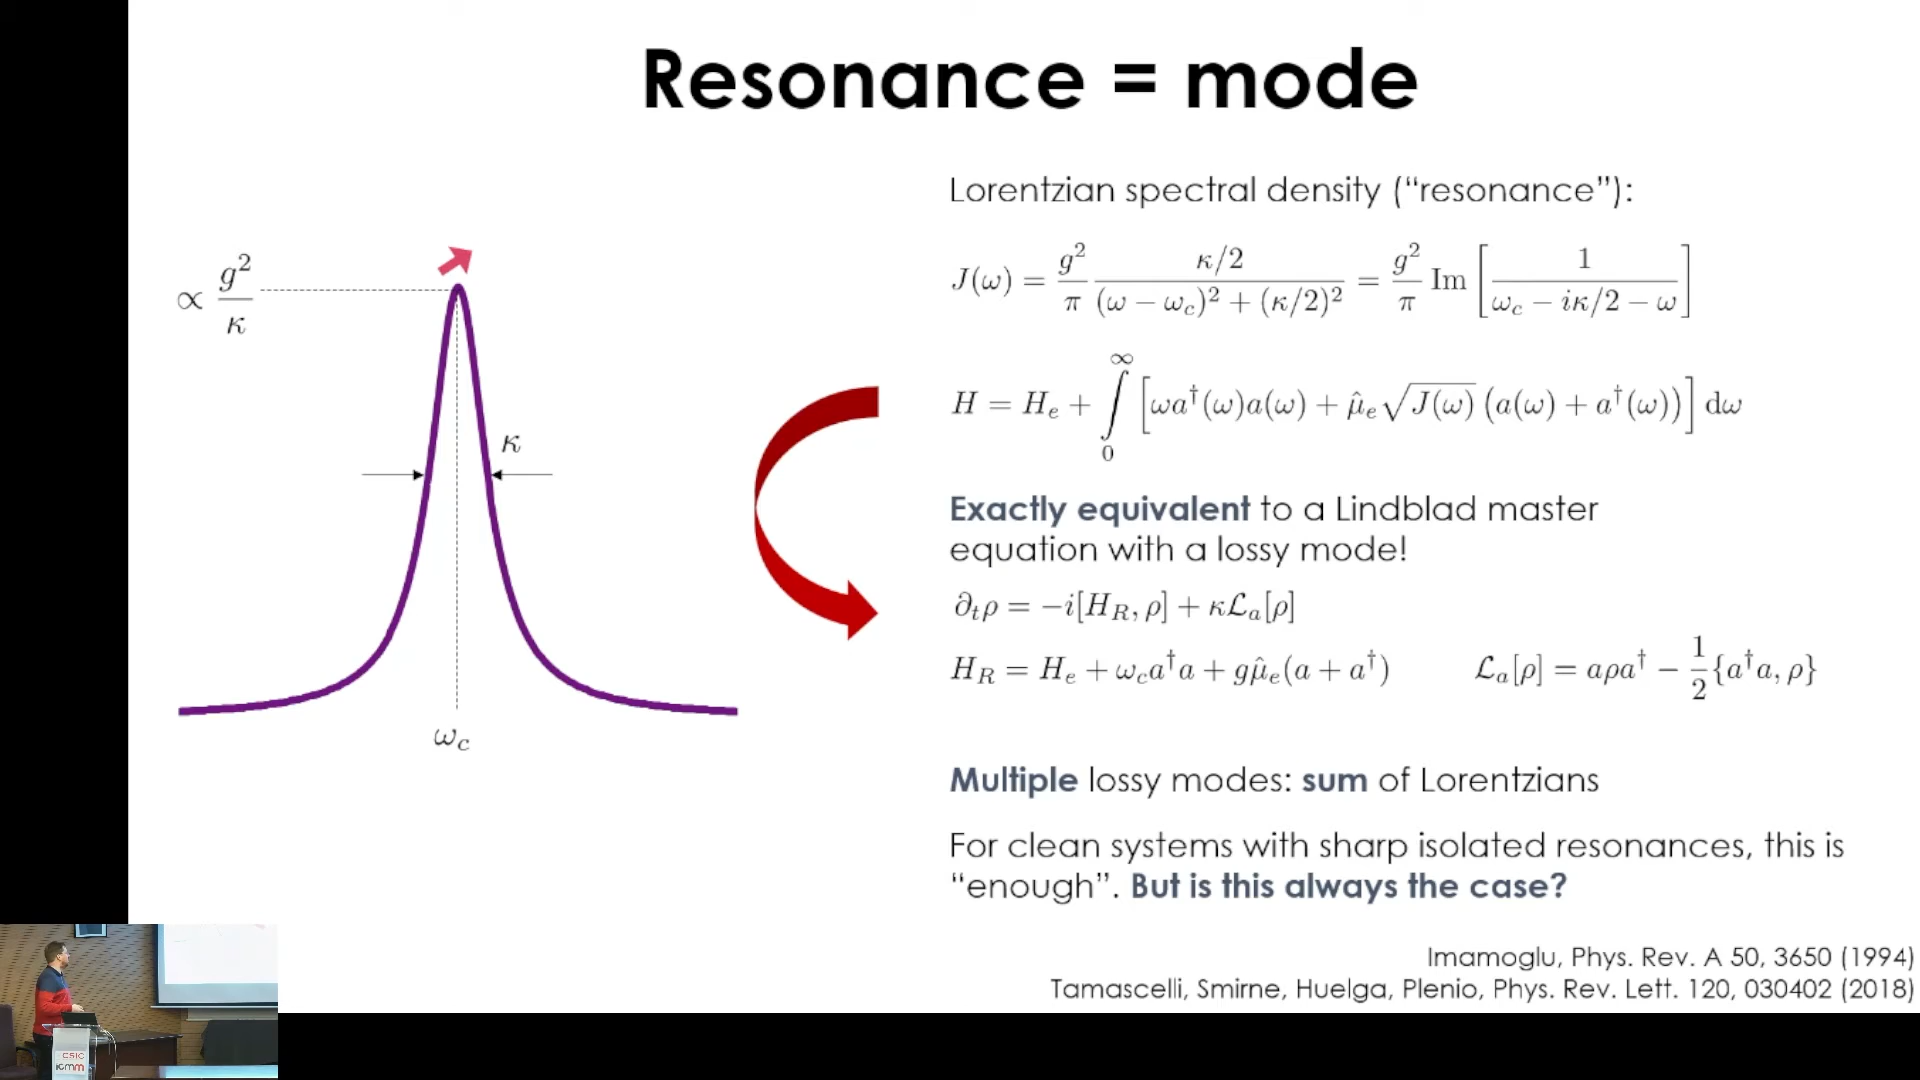 Resonance = mode
Lorentzian spectral density (“resonance”):
J(ω) = g²/π (κ/2)/((ω − ω_c)² + (κ/2)²) = g²/π Im [1/(ω_c − iκ/2 − ω)]
∝ g²/κ
H = H_e + ∫₀^∞ [ωa†(ω)a(ω) + μ̂_e √J(ω) (a(ω) + a†(ω))] dω
κ
Exactly equivalent to a Lindblad master
equation with a lossy mode!
∂_tρ = −i[H_R, ρ] + κℒ_a[ρ]
H_R = H_e + ω_c a†a + gμ̂_e(a + a†)  ℒ_a[ρ] = aρa† − 1/2{a†a, ρ}
ω_c
Multiple lossy modes: sum of Lorentzians
For clean systems with sharp isolated resonances, this is
“enough”. But is this always the case?
Imamoglu, Phys. Rev. A 50, 3650 (1994)
Tamascelli, Smirne, Huelga, Plenio, Phys. Rev. Lett. 120, 030402 (2018)
CSIC
icmm